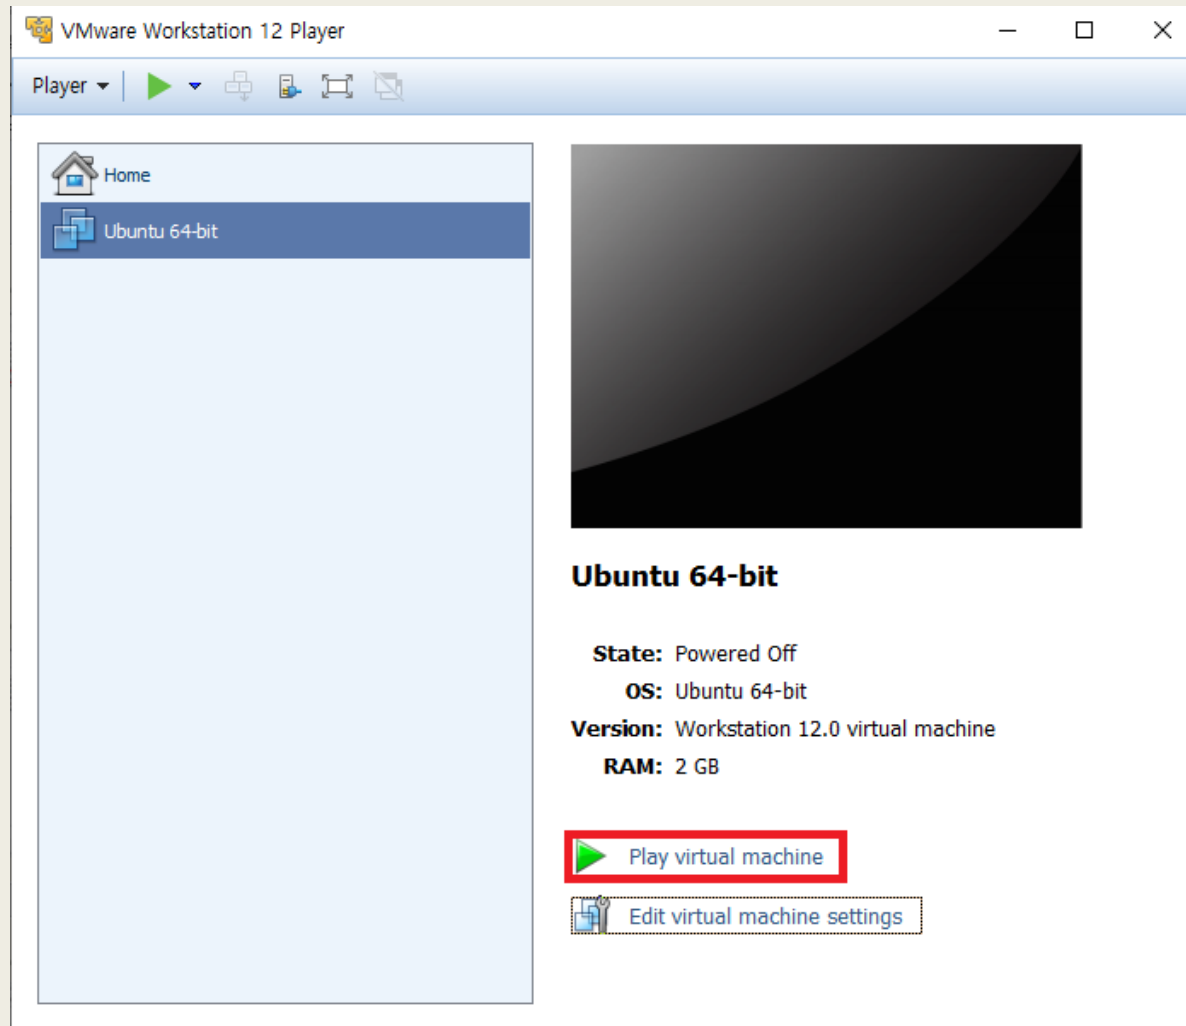 VMware Workstation 12 Player
Player
Home
Ubuntu 64-bit
Ubuntu 64-bit
State: Powered Off
OS: Ubuntu 64-bit
Version: Workstation 12.0 virtual machine
RAM: 2 GB
Play virtual machine
Edit virtual machine settings